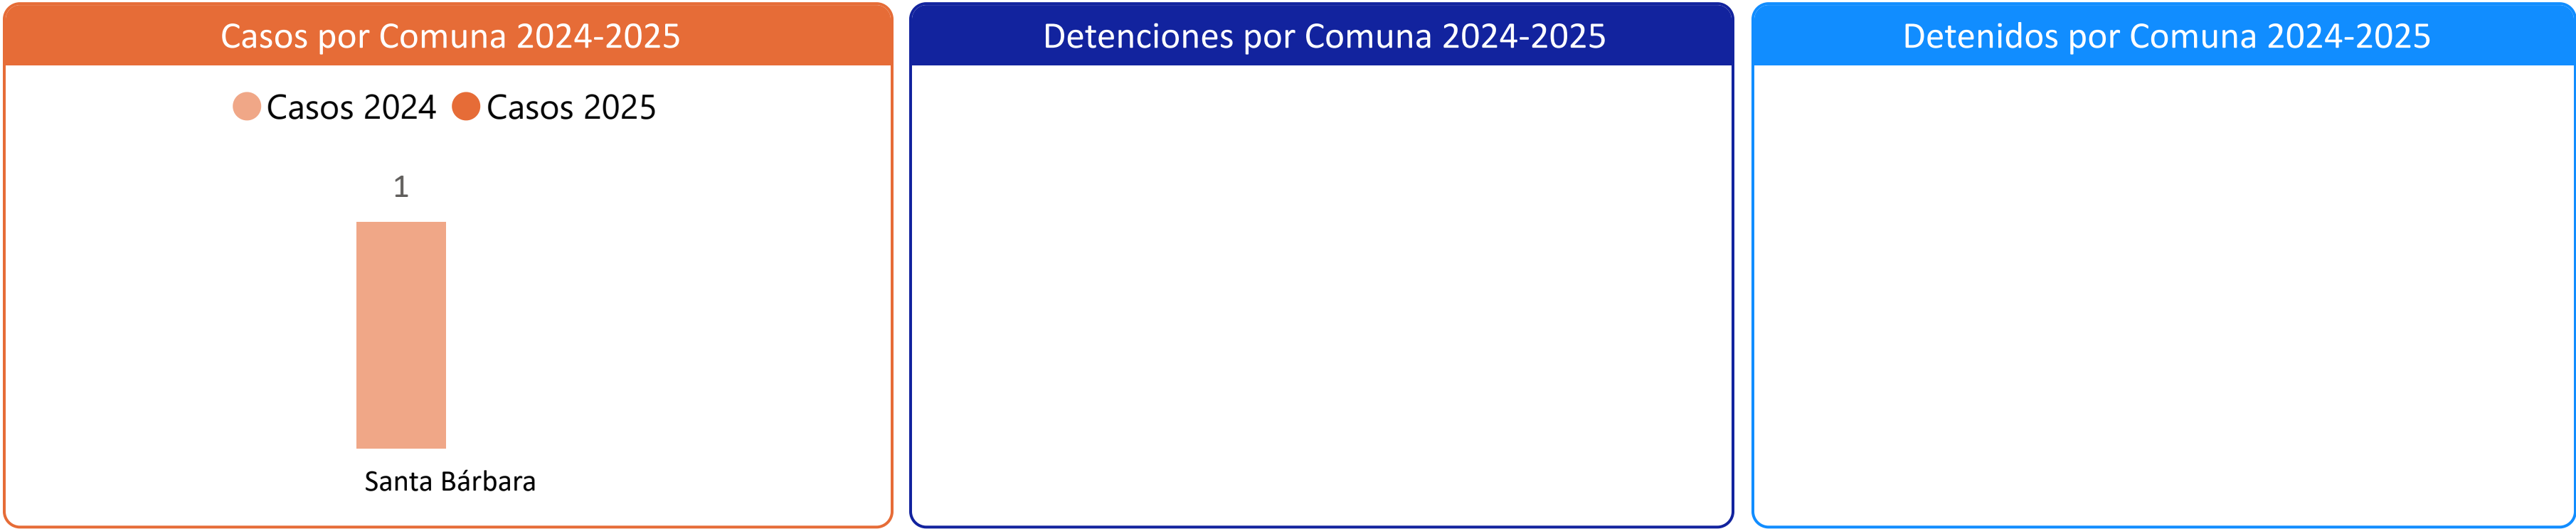 Casos por Comuna 2024-2025
Casos 2024 Casos 2025
1
Santa Bárbara
Detenciones por Comuna 2024-2025
Detenidos por Comuna 2024-2025